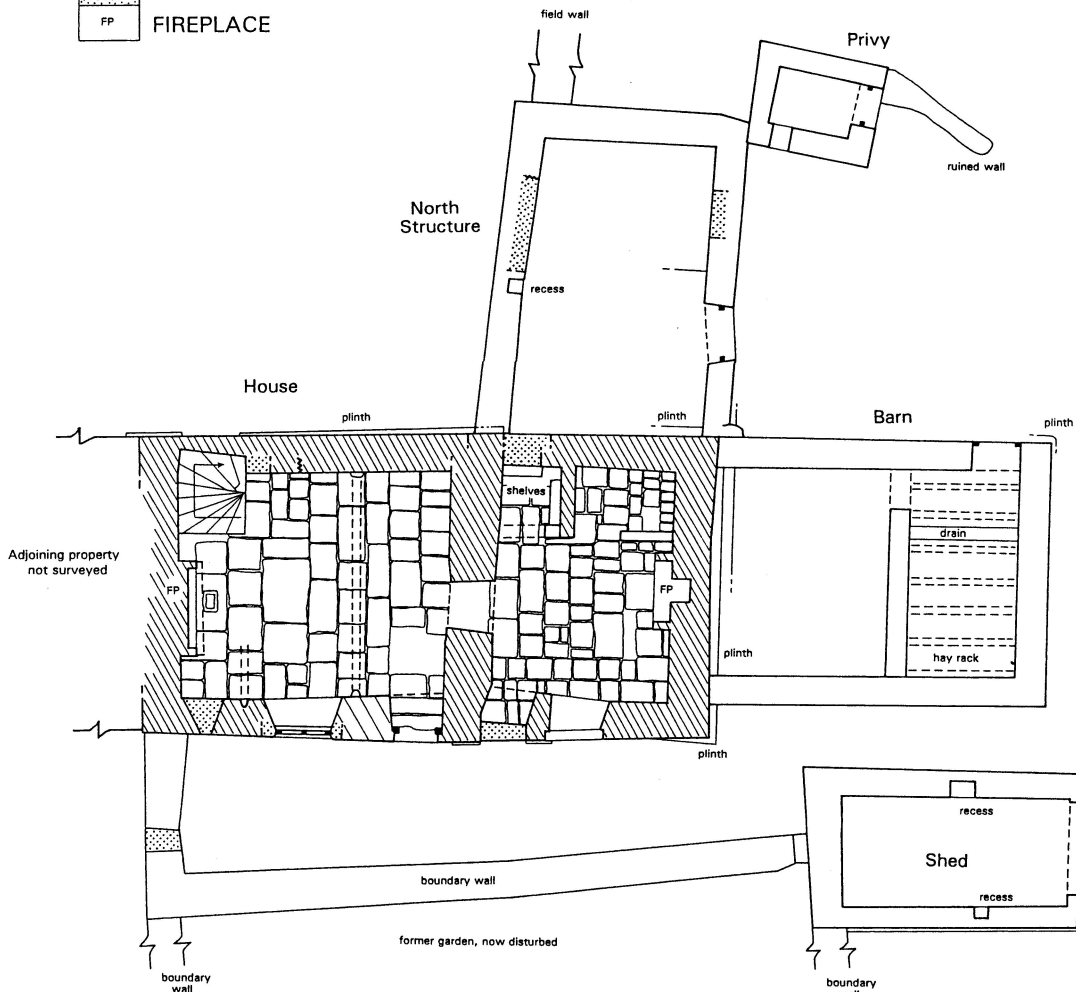 FP FIREPLACE
field wall
Privy
ruined wall
North
Structure
recess
House
plinth
plinth
Barn
plinth
shelves
drain
Adjoining property
not surveyed
FP
FP
plinth
hay rack
plinth
recess
Shed
boundary wall
recess
former garden, now disturbed
boundary
wall
boundary